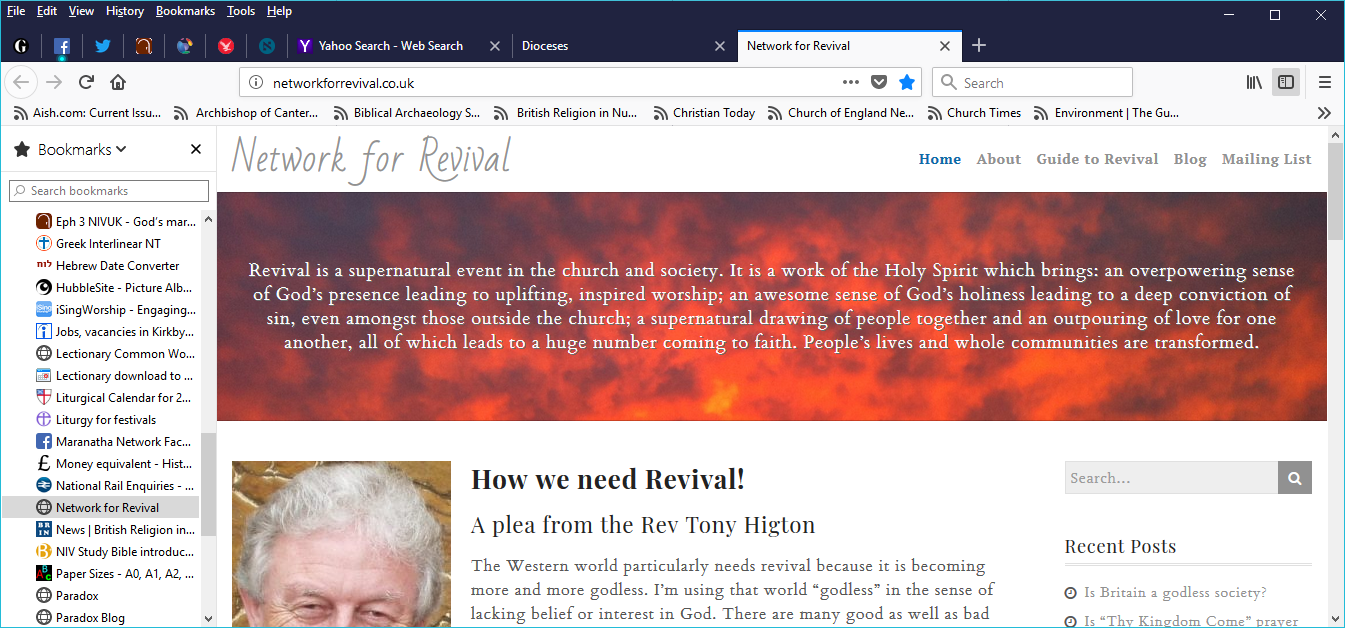 File Edit View History Bookmarks Tools Help
G f Y Yahoo Search - Web Search Dioceses Network for Revival
networkforrevival.co.uk Search
Aish.com: Current Issu... Archbishop of Canter... Biblical Archaeology S... British Religion in Nu... Christian Today Church of England Ne... Church Times Environment | The Gu...
Bookmarks
Search bookmarks
Eph 3 NIVUK - God's mar...
Greek Interlinear NT
Hebrew Date Converter
HubbleSite - Picture Alb...
iSingWorship - Engaging...
Jobs, vacancies in Kirkby...
Lectionary Common Wo...
Lectionary download to ...
Liturgical Calendar for 2...
Liturgy for festivals
Maranatha Network Fac...
£ Money equivalent - Hist...
National Rail Enquiries - ...
Network for Revival
News | British Religion in...
NIV Study Bible introduc...
Paper Sizes - A0, A1, A2, ...
Paradox
Paradox Blog
Network for Revival
Home About Guide to Revival Blog Mailing List
Revival is a supernatural event in the church and society. It is a work of the Holy Spirit which brings: an overpowering sense
of God's presence leading to uplifting, inspired worship; an awesome sense of God's holiness leading to a deep conviction of
sin, even amongst those outside the church; a supernatural drawing of people together and an outpouring of love for one
another, all of which leads to a huge number coming to faith. People's lives and whole communities are transformed.
How we need Revival!
A plea from the Rev Tony Higton
The Western world particularly needs revival because it is becoming
more and more godless. I'm using that world “godless” in the sense of
lacking belief or interest in God. There are many good as well as bad
Search...
Recent Posts
Is Britain a godless society?
Is “Thy Kingdom Come” prayer